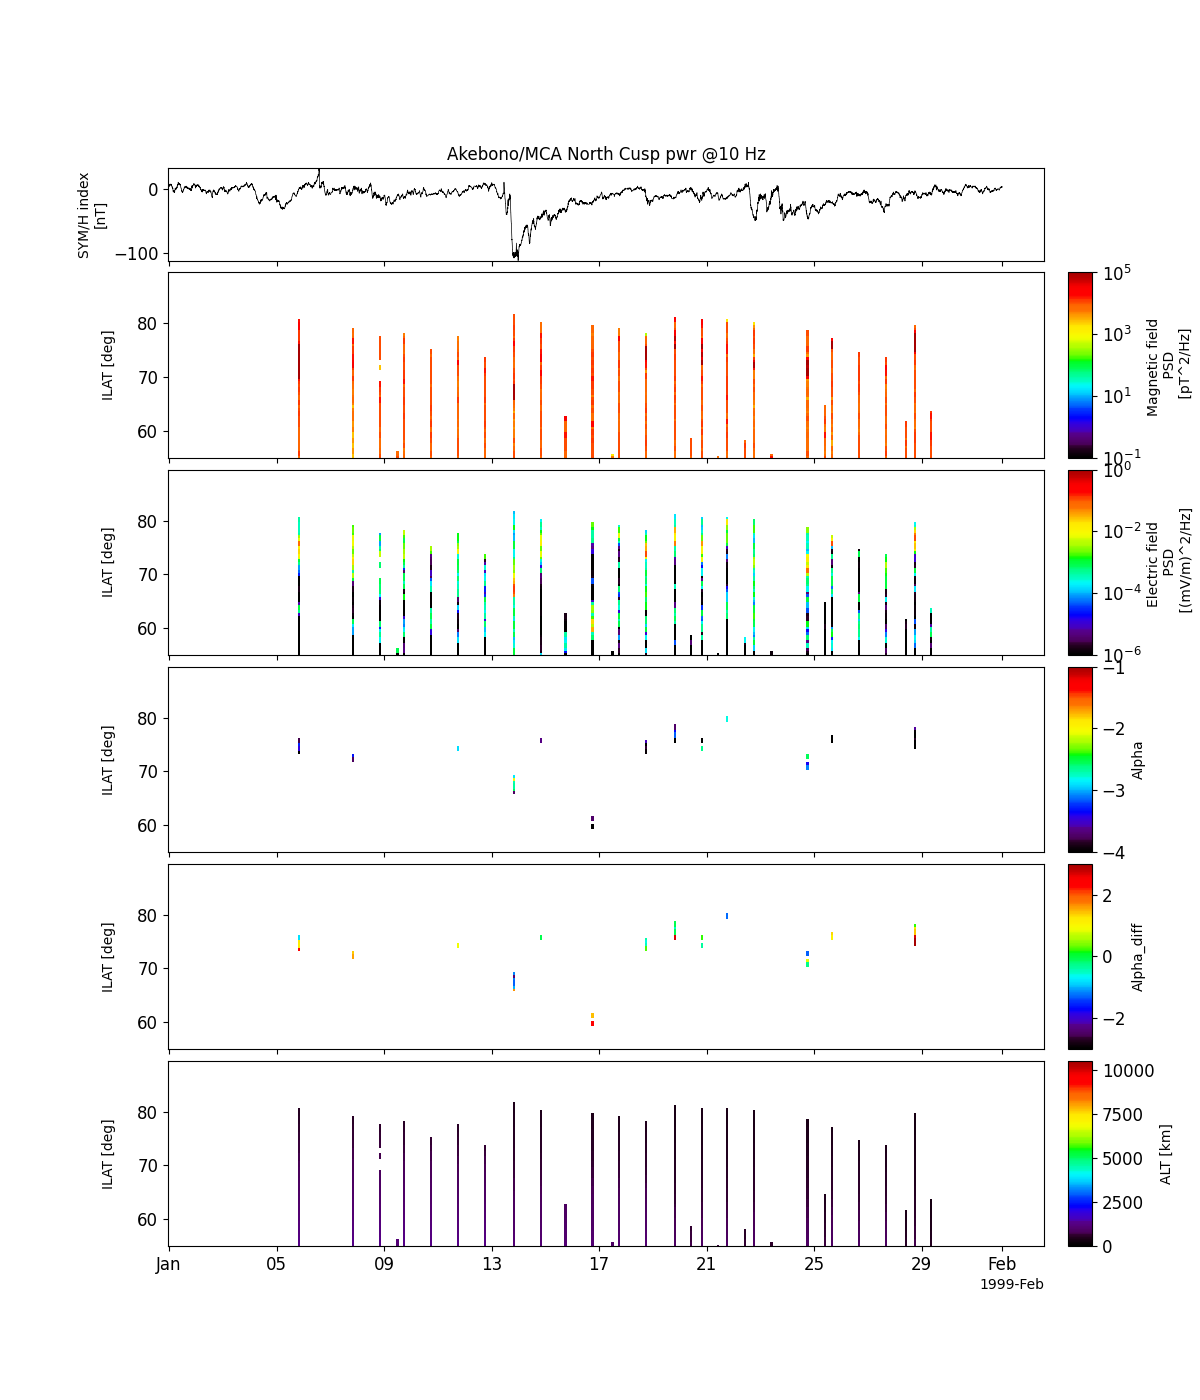 Akebono/MCA North Cusp pwr @10 Hz
SYM/H index
[nT]
0
−100
ILAT [deg]
80
70
60
10^5
10^3
10^1
10^-1
Magnetic field
PSD
[pT^2/Hz]
ILAT [deg]
80
70
60
10^0
10^-2
10^-4
10^-6
Electric field
PSD
[(mV/m)^2/Hz]
ILAT [deg]
80
70
60
−1
−2
−3
−4
Alpha
ILAT [deg]
80
70
60
2
0
−2
Alpha_diff
ILAT [deg]
80
70
60
10000
7500
5000
2500
0
ALT [km]
Jan 05 09 13 17 21 25 29 Feb
1999-Feb